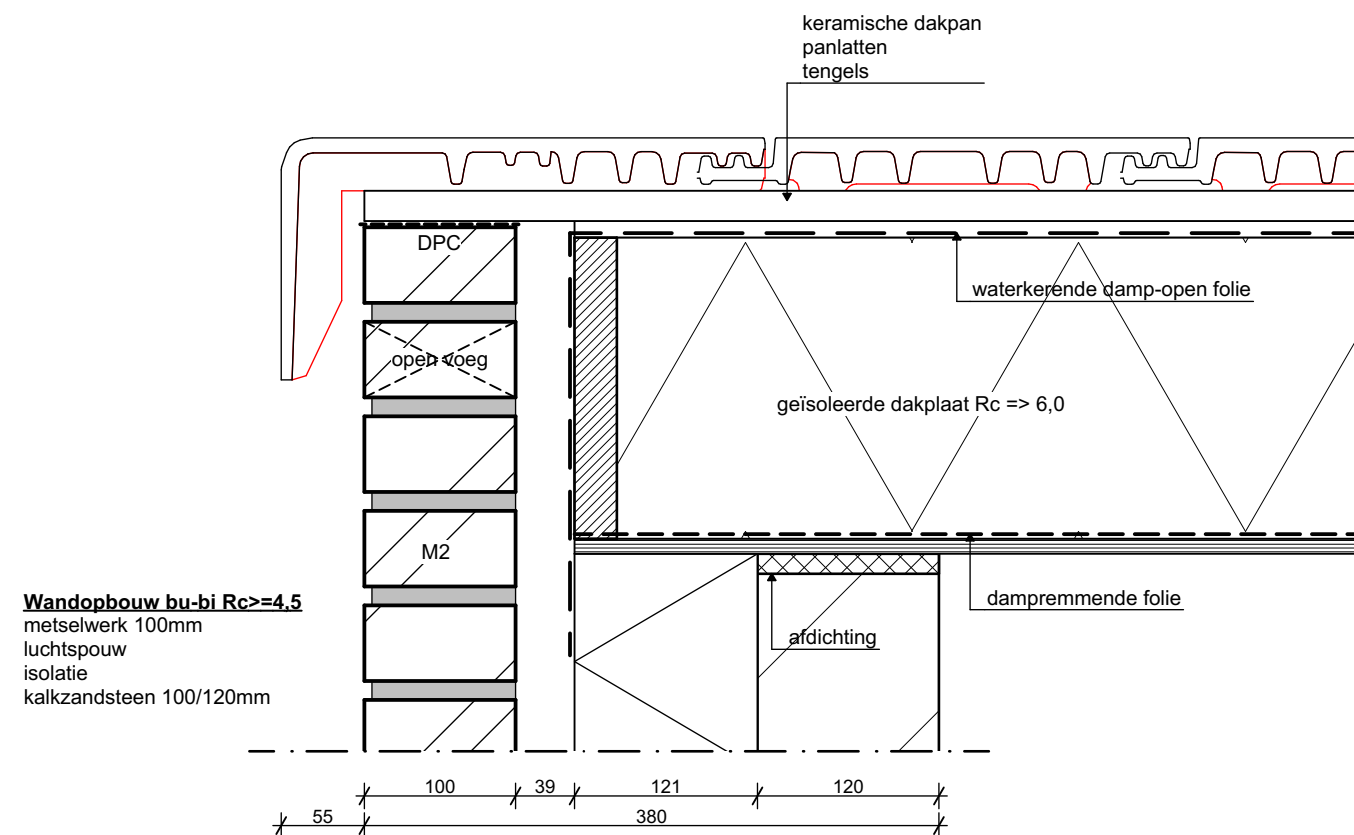 keramische dakpan
panlatten
tengels
DPC
waterkerende damp-open folie
open voeg
geïsoleerde dakplaat Rc => 6,0
M2
Wandopbouw bu-bi Rc>=4,5
metselwerk 100mm
luchtspouw
isolatie
kalkzandsteen 100/120mm
dampremmende folie
afdichting
100
39
121
120
55
380